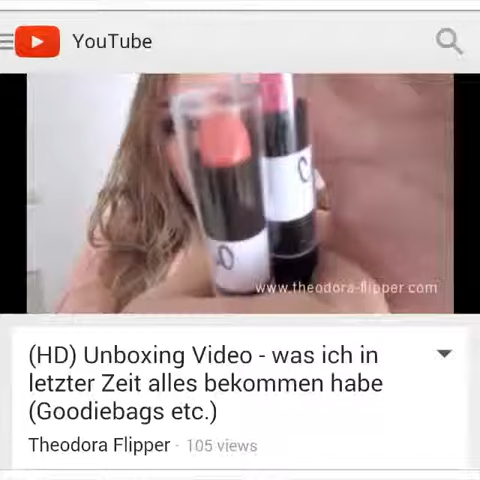 YouTube
www.theodora-flipper.com
(HD) Unboxing Video - was ich in
letzter Zeit alles bekommen habe
(Goodiebags etc.)
Theodora Flipper · 105 views